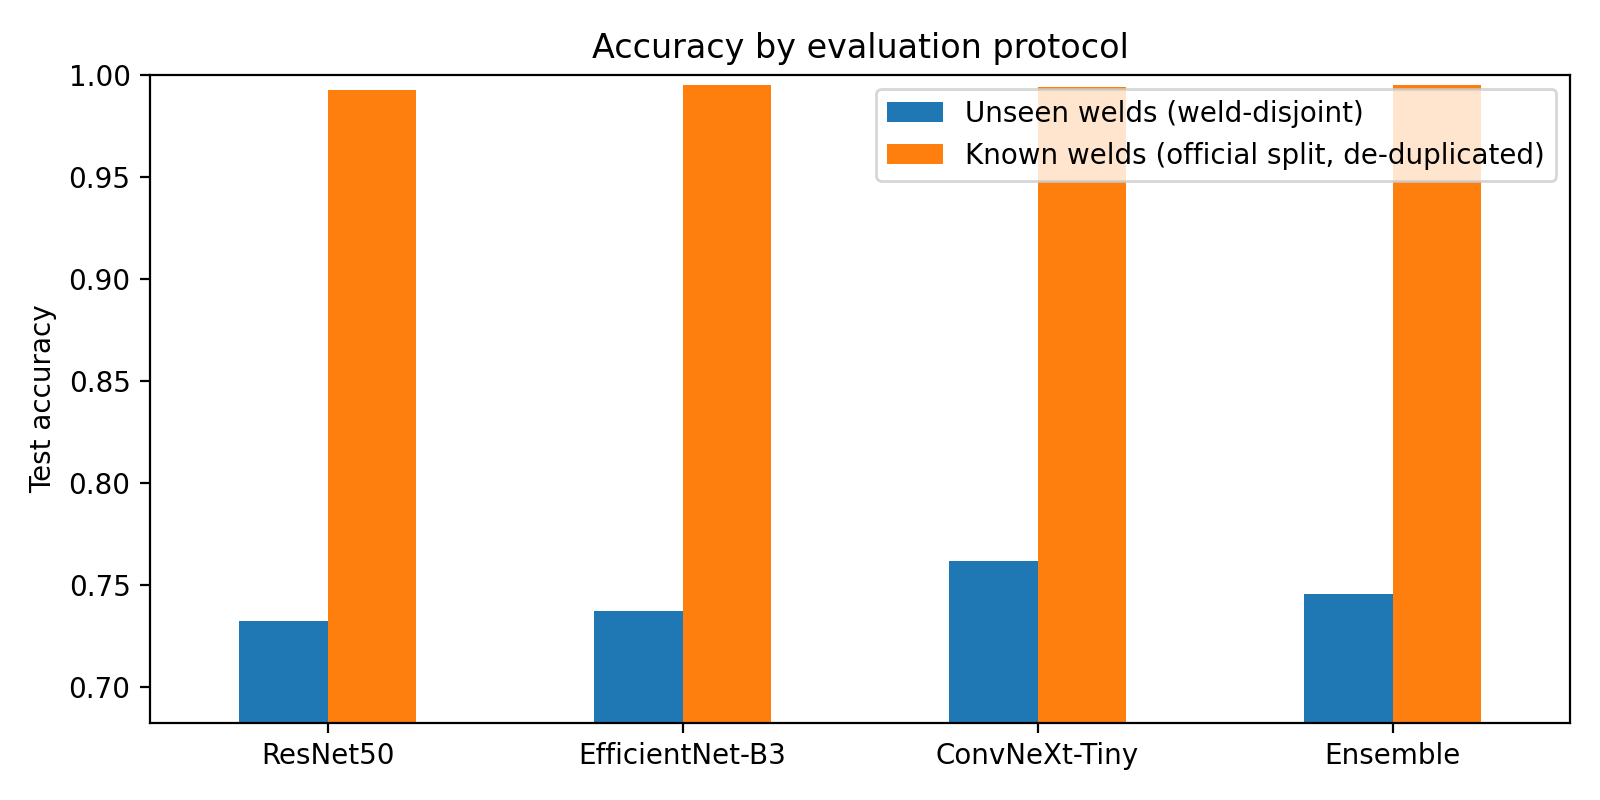 Accuracy by evaluation protocol
1.00
0.95
0.90
0.85
0.80
0.75
0.70
Test accuracy
Unseen welds (weld-disjoint)
Known welds (official split, de-duplicated)
ResNet50
EfficientNet-B3
ConvNeXt-Tiny
Ensemble